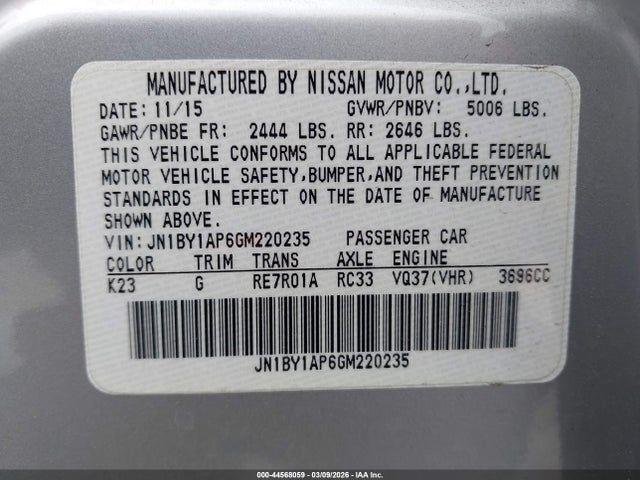 MANUFACTURED BY NISSAN MOTOR CO.,LTD.
DATE: 11/15 GVWR/PNBV: 5006 LBS.
GAWR/PNBE FR: 2444 LBS. RR: 2646 LBS.
THIS VEHICLE CONFORMS TO ALL APPLICABLE FEDERAL
MOTOR VEHICLE SAFETY,BUMPER,AND THEFT PREVENTION
STANDARDS IN EFFECT ON THE DATE OF MANUFACTURE
SHOWN ABOVE.
VIN: JN1BY1AP6GM220235 PASSENGER CAR
COLOR TRIM TRANS AXLE ENGINE
K23 G RE7R01A RC33 VQ37(VHR) 3696CC
JN1BY1AP6GM220235
000-44568059 | 03/09/2026 | IAA Inc.